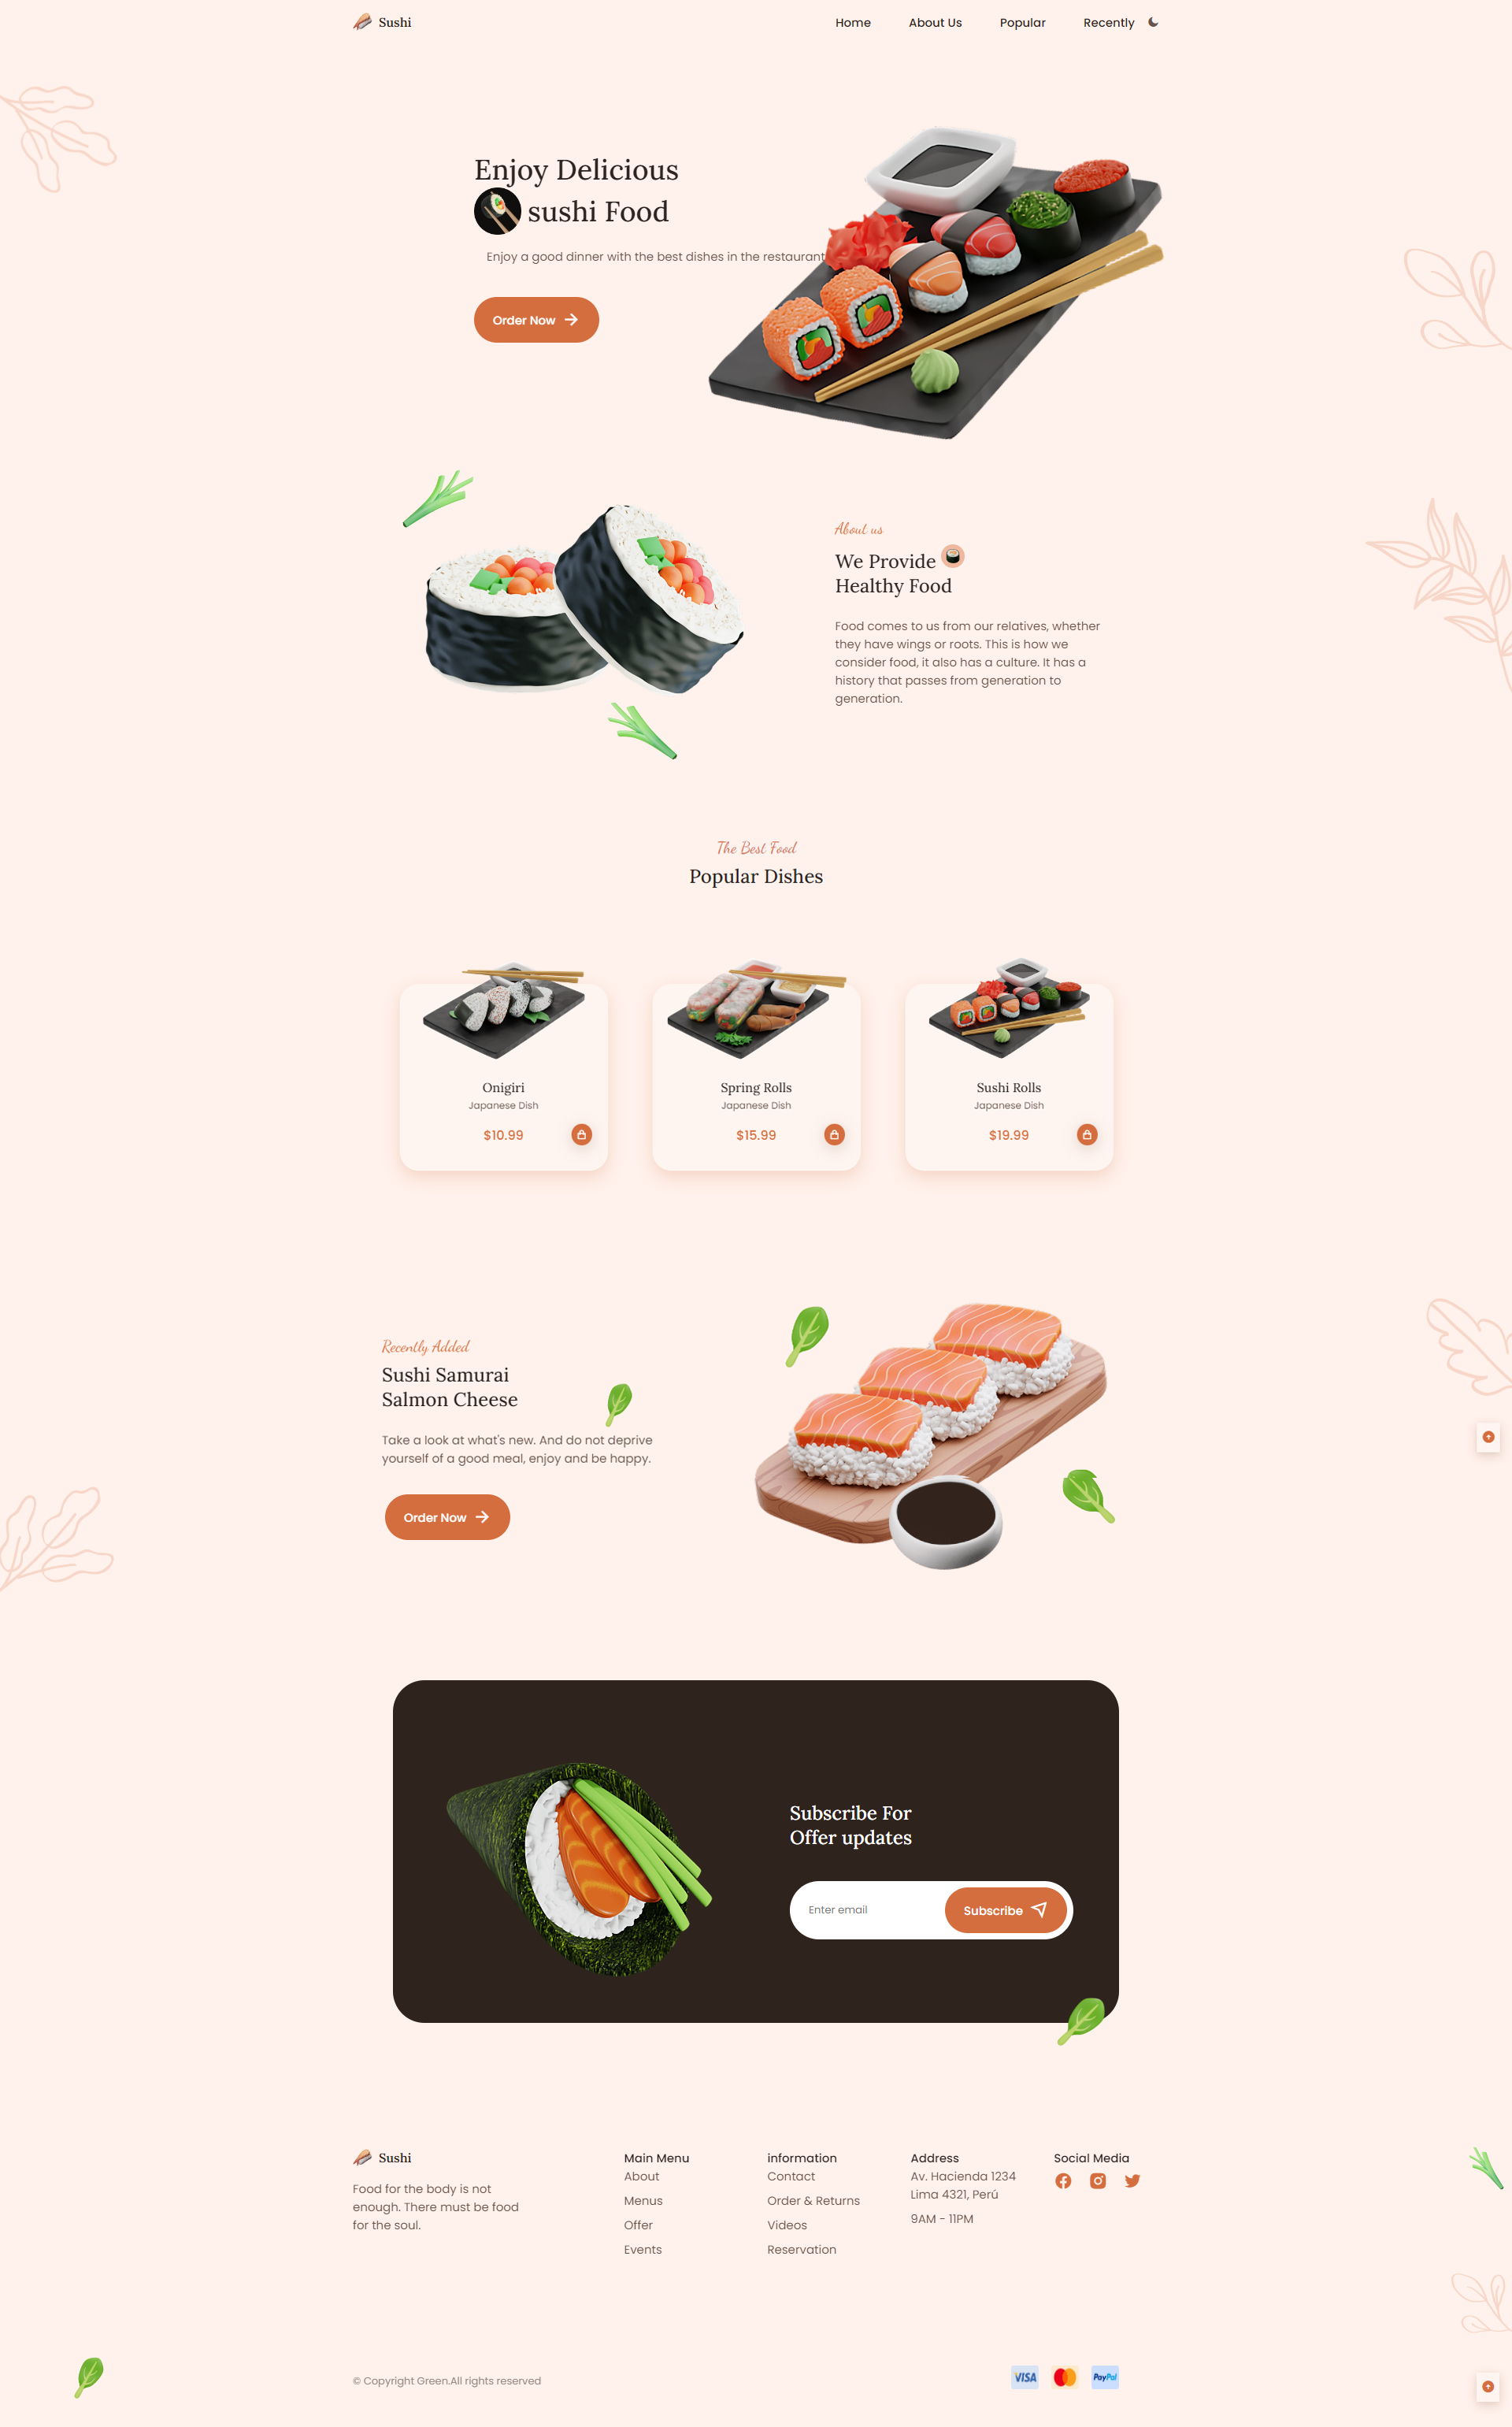 Sushi
Home
About Us
Popular
Recently
Enjoy Delicious
sushi Food
Enjoy a good dinner with the best dishes in the restaurant
Order Now
About us
We Provide
Healthy Food
Food comes to us from our relatives, whether
they have wings or roots. This is how we
consider food, it also has a culture. It has a
history that passes from generation to
generation.
The Best Food
Popular Dishes
Onigiri
Japanese Dish
$10.99
Spring Rolls
Japanese Dish
$15.99
Sushi Rolls
Japanese Dish
$19.99
Recently Added
Sushi Samurai
Salmon Cheese
Take a look at what's new. And do not deprive
yourself of a good meal, enjoy and be happy.
Order Now
Subscribe For
Offer updates
Enter email
Subscribe
Sushi
Food for the body is not
enough. There must be food
for the soul.
Main Menu
About
Menus
Offer
Events
information
Contact
Order & Returns
Videos
Reservation
Address
Av. Hacienda 1234
Lima 4321, Perú
9AM - 11PM
Social Media
© Copyright Green.All rights reserved
VISA
PayPal